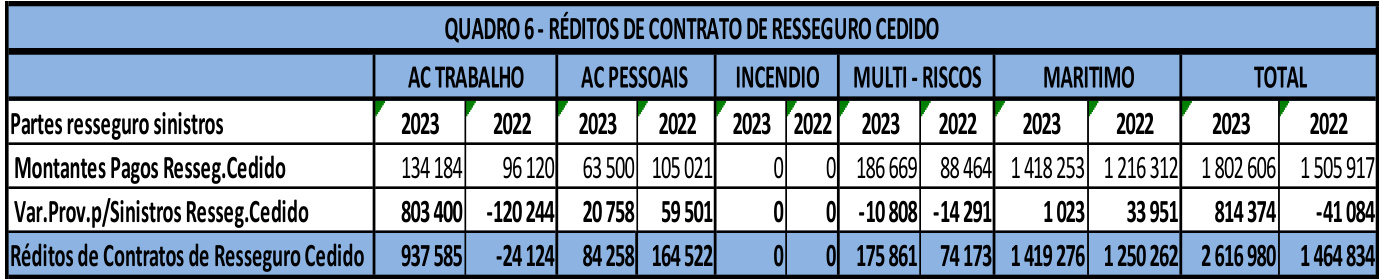 QUADRO 6 - RÉDITOS DE CONTRATO DE RESSEGURO CEDIDO
AC TRABALHO AC PESSOAIS INCENDIO MULTI - RISCOS MARITIMO TOTAL
Partes resseguro sinistros 2023 2022 2023 2022 2023 2022 2023 2022 2023 2022 2023 2022
Montantes Pagos Resseg.Cedido 134 184 96 120 63 500 105 021 0 0 186 669 88 464 1 418 253 1 216 312 1 802 606 1 505 917
Var.Prov.p/Sinistros Resseg.Cedido 803 400 -120 244 20 758 59 501 0 0 -10 808 -14 291 1 023 33 951 814 374 -41 084
Réditos de Contratos de Resseguro Cedido 937 585 -24 124 84 258 164 522 0 0 175 861 74 173 1 419 276 1 250 262 2 616 980 1 464 834